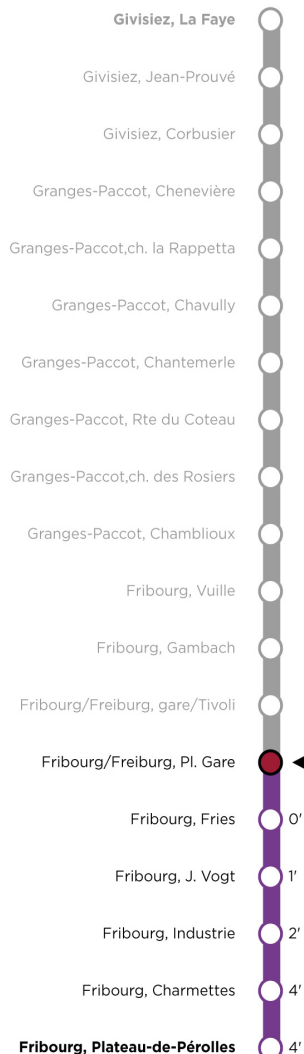 Givisiez, La Faye
Givisiez, Jean-Prouvé
Givisiez, Corbusier
Granges-Paccot, Chenevière
Granges-Paccot,ch. la Rappetta
Granges-Paccot, Chavully
Granges-Paccot, Chantemerle
Granges-Paccot, Rte du Coteau
Granges-Paccot,ch. des Rosiers
Granges-Paccot, Chamblioux
Fribourg, Vuille
Fribourg, Gambach
Fribourg/Freiburg, gare/Tivoli
Fribourg/Freiburg, Pl. Gare
Fribourg, Fries 0'
Fribourg, J. Vogt 1'
Fribourg, Industrie 2'
Fribourg, Charmettes 4'
Fribourg, Plateau-de-Pérolles 4'